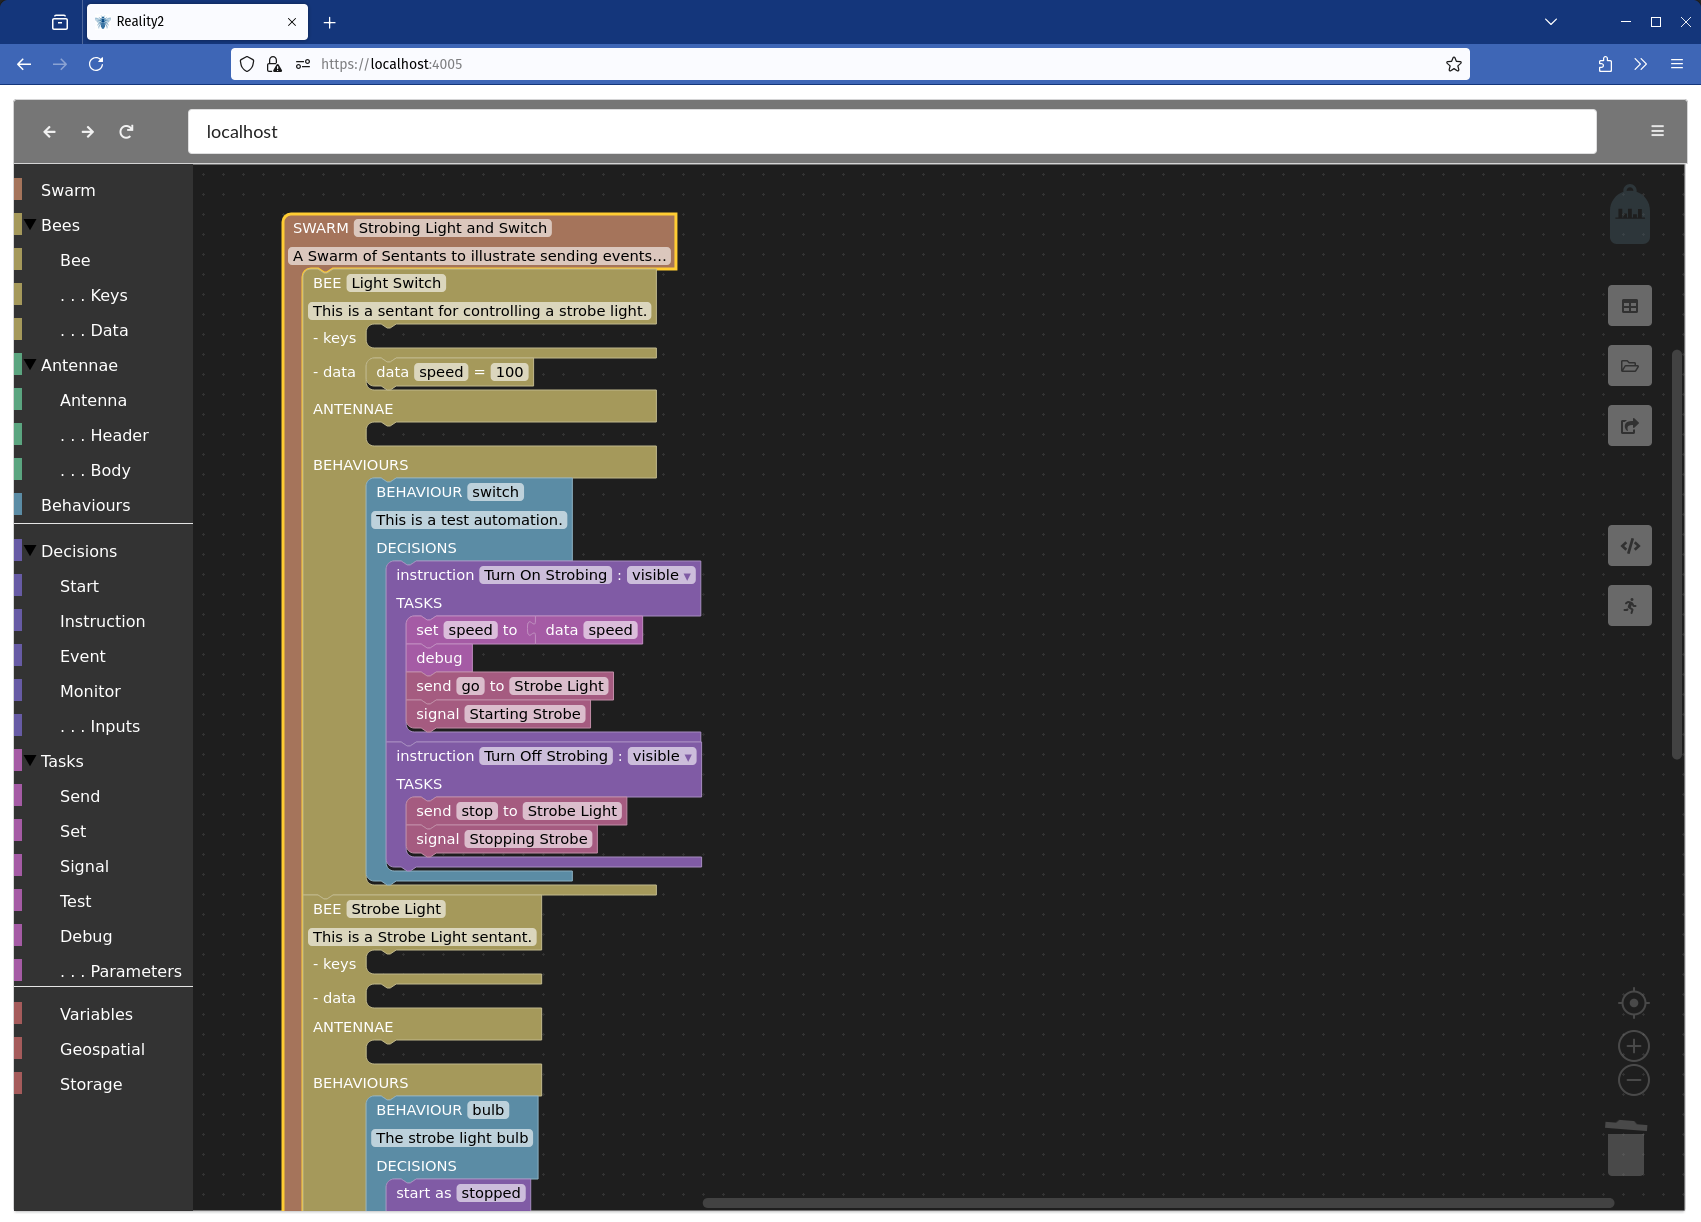 Reality2
https://localhost:4005
localhost
Swarm
Bees
Bee
. . . Keys
. . . Data
Antennae
Antenna
. . . Header
. . . Body
Behaviours
Decisions
Start
Instruction
Event
Monitor
. . . Inputs
Tasks
Send
Set
Signal
Test
Debug
. . . Parameters
Variables
Geospatial
Storage
SWARM Strobing Light and Switch
A Swarm of Sentants to illustrate sending events...
BEE Light Switch
This is a sentant for controlling a strobe light.
- keys
- data data speed = 100
ANTENNAE
BEHAVIOURS
BEHAVIOUR switch
This is a test automation.
DECISIONS
instruction Turn On Strobing : visible
TASKS
set speed to data speed
debug
send go to Strobe Light
signal Starting Strobe
instruction Turn Off Strobing : visible
TASKS
send stop to Strobe Light
signal Stopping Strobe
BEE Strobe Light
This is a Strobe Light sentant.
- keys
- data
ANTENNAE
BEHAVIOURS
BEHAVIOUR bulb
The strobe light bulb
DECISIONS
start as stopped